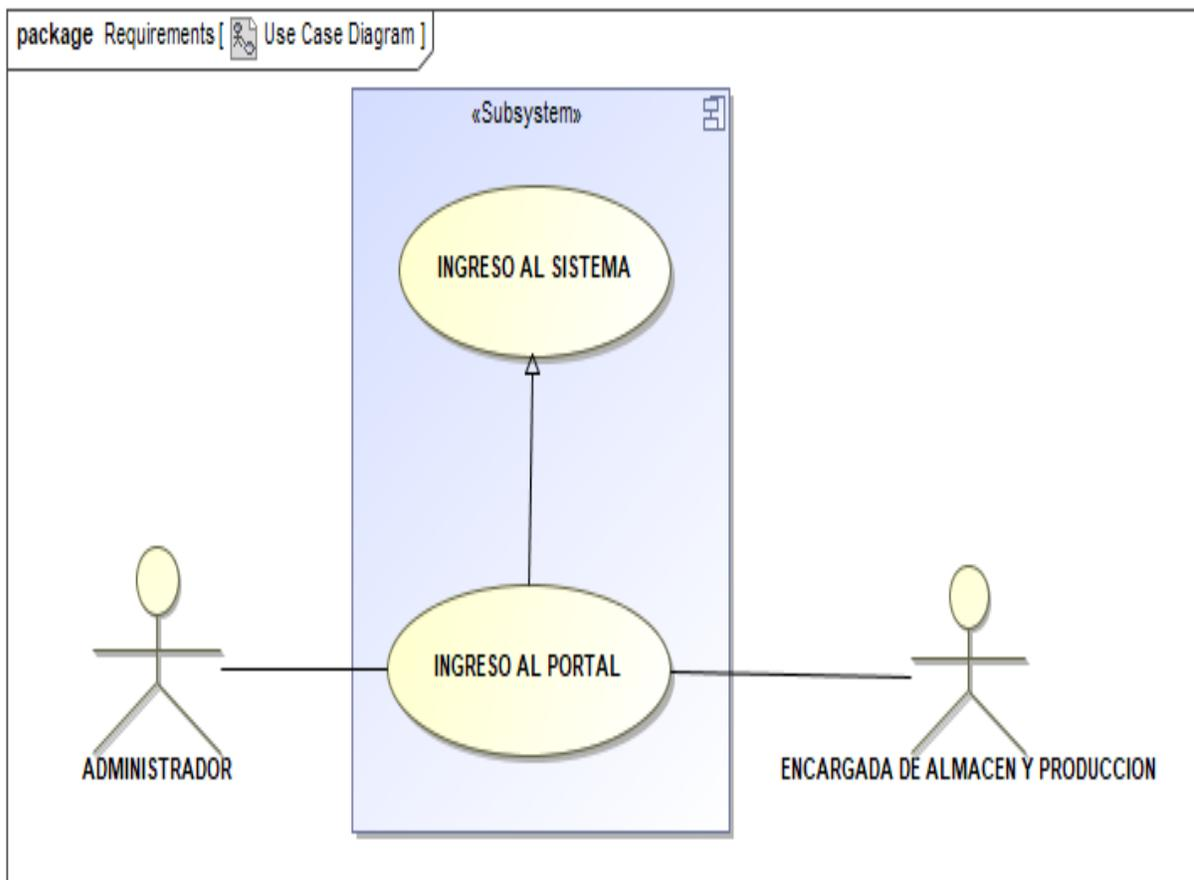 package Requirements [ Use Case Diagram ]
«Subsystem»
INGRESO AL SISTEMA
INGRESO AL PORTAL
ADMINISTRADOR
ENCARGADA DE ALMACEN Y PRODUCCION